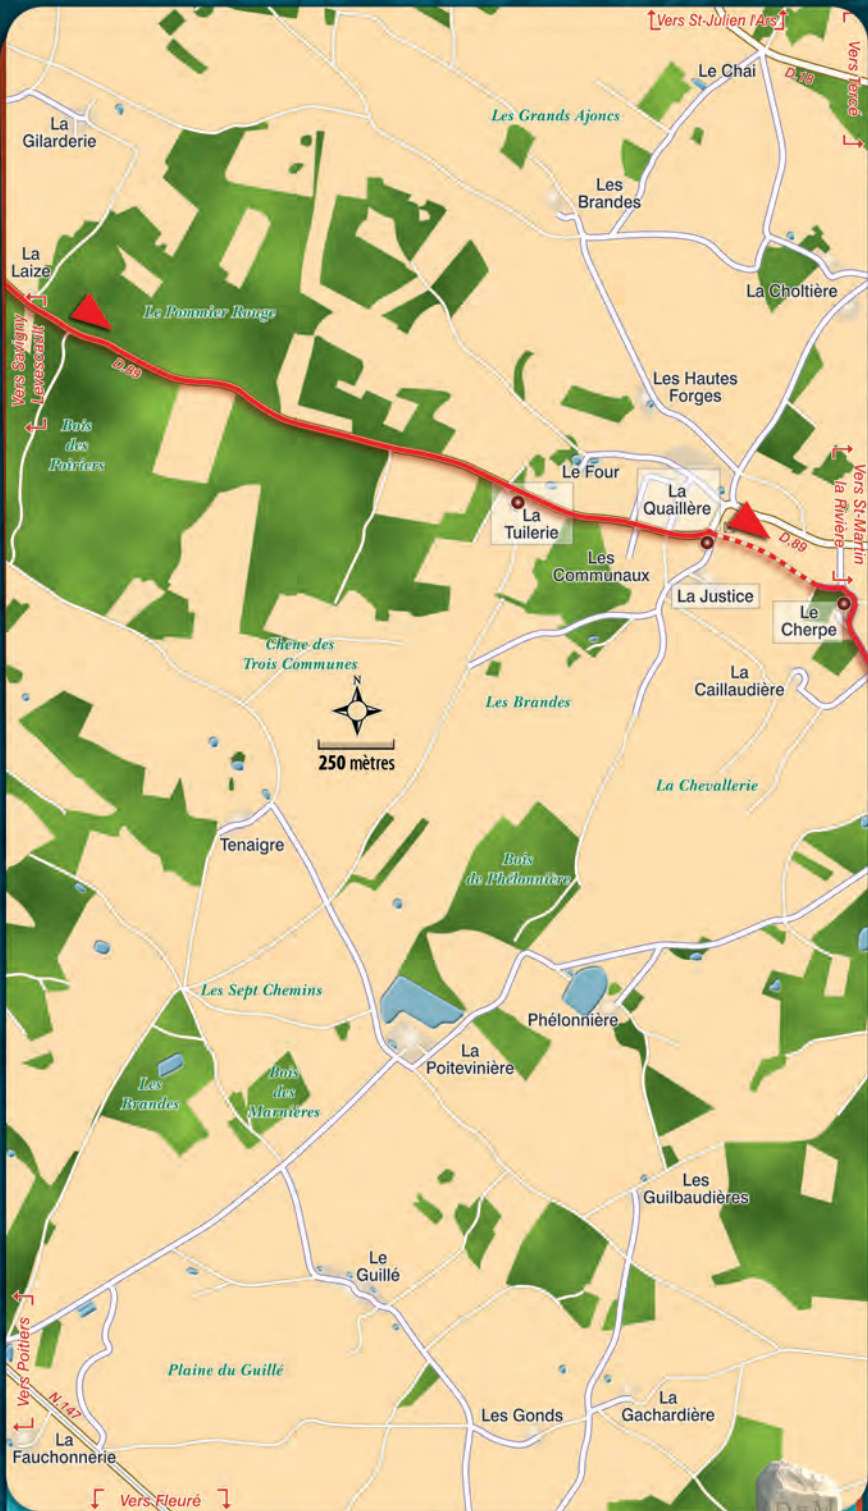 Vers St-Julien l'Ars
D.18
Vers Tercé
Le Chai
Les Grands Ajoncs
La
Gilarderie
Les
Brandes
La
Laize
Le Pommier Rouge
La Choltière
Vers Savigny
Levescault
D.89
Les Hautes
Forges
Bois
des
Poiriers
Le Four
La
Quaillère
Vers St-Martin
la Rivière
La
Tuilerie
D.89
Les
Communaux
La Justice
Le
Cherpe
Chêne des
Trois Communes
La
Caillaudière
N
Les Brandes
250 mètres
La Chevallerie
Tenaigre
Bois
de Phélonnière
Les Sept Chemins
Phélonnière
La
Poitevinière
Les
Brandes
Bois
des
Marnières
Les
Guilbaudières
Le
Guillé
Vers Poitiers
Plaine du Guillé
N.147
La
Gachardière
Les Gonds
La
Fauchonnerie
Vers Fleuré